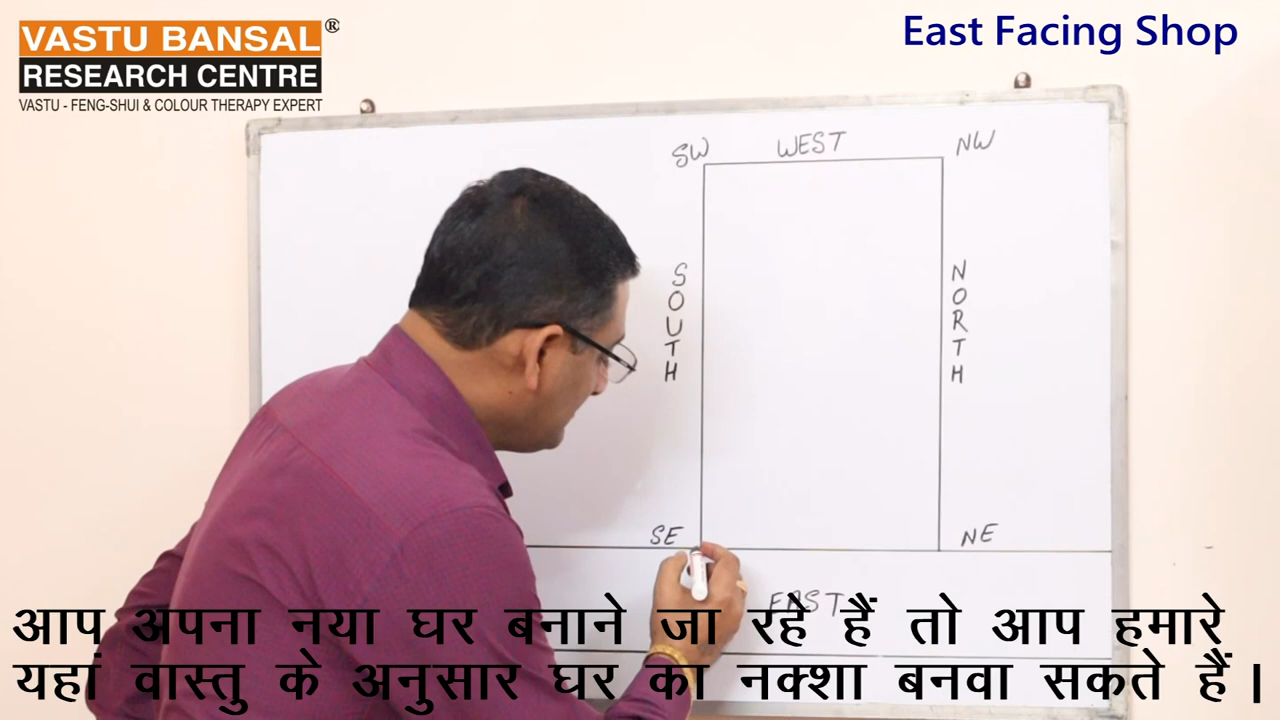 VASTU BANSAL®
RESEARCH CENTRE
VASTU - FENG-SHUI & COLOUR THERAPY EXPERT
East Facing Shop
SW WEST NW
SOUTH
NORTH
SE
NE
EAST
आप अपना नया घर बनाने जा रहे हैं तो आप हमारे
यहां वास्तु के अनुसार घर का नक्शा बनवा सकते हैं।